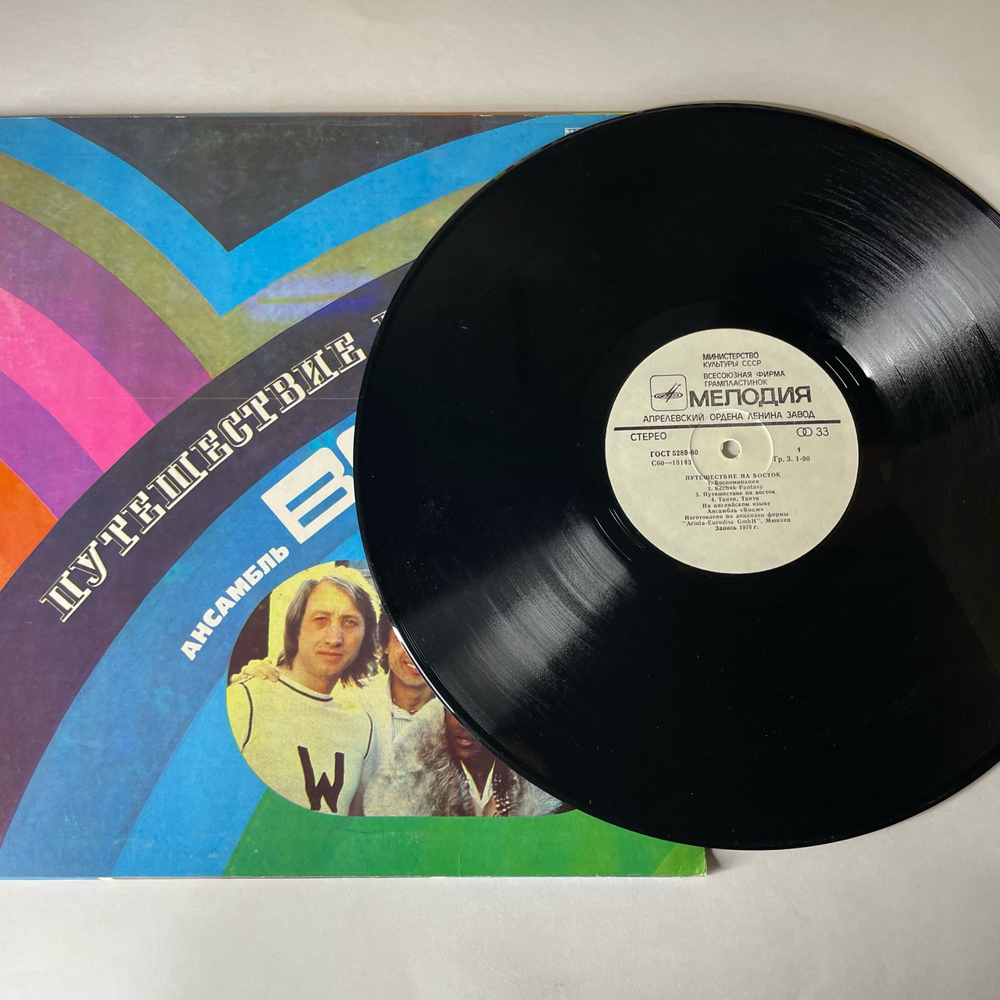 ПУТЕШЕСТВИЕ
АНСАМБЛЬ
W
МИНИСТЕРСТВО
КУЛЬТУРЫ СССР
ВСЕСОЮЗНАЯ ФИРМА
ГРАМПЛАСТИНОК
МЕЛОДИЯ
АПРЕЛЕВСКИЙ ОРДЕНА ЛЕНИНА ЗАВОД
СТЕРЕО 33
ГОСТ 5289-80 1
С60—18143 Гр. 3. 1-90
ПУТЕШЕСТВИЕ НА ВОСТОК
1. Воспоминания
2. Kechak Fantasy
3. Путешествие на восток
4. Танти, Танти
На английском языке
Ансамбль «Вояж»
Изготовлено по лицензии фирмы
"Ariola-Eurodisc GmbH", Мюнхен
Запись 1978 г.